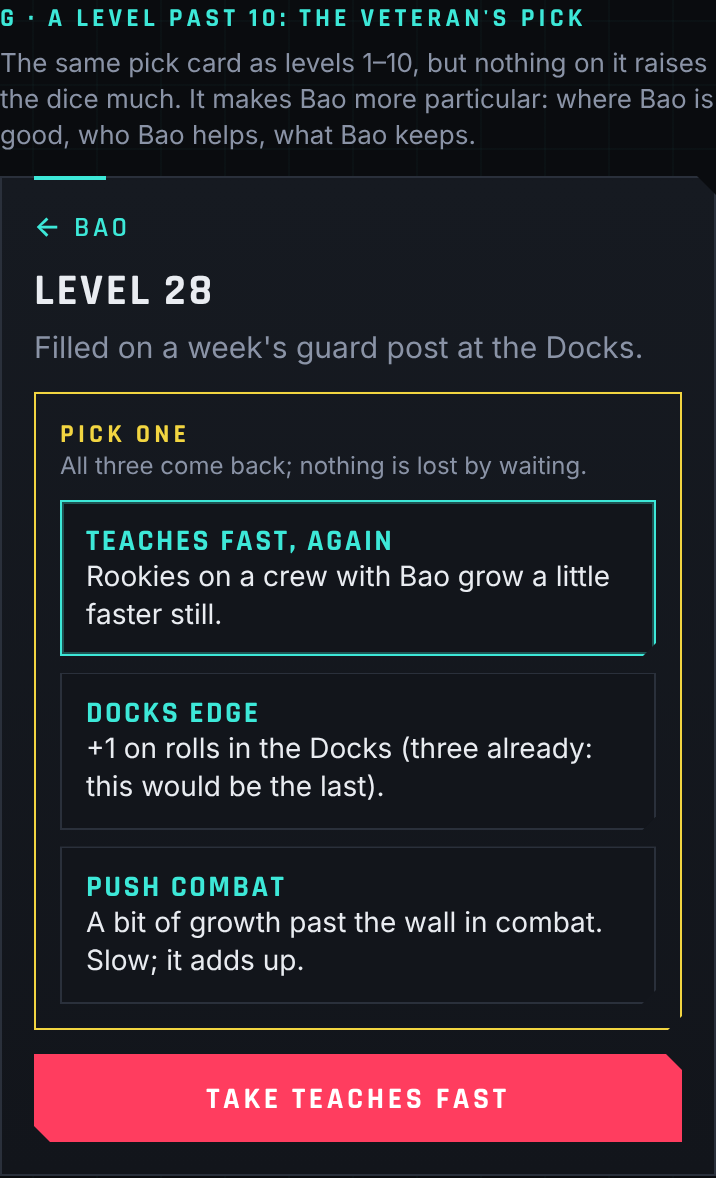 G · A LEVEL PAST 10: THE VETERAN'S PICK
The same pick card as levels 1–10, but nothing on it raises
the dice much. It makes Bao more particular: where Bao is
good, who Bao helps, what Bao keeps.
← BAO
LEVEL 28
Filled on a week's guard post at the Docks.
PICK ONE
All three come back; nothing is lost by waiting.
TEACHES FAST, AGAIN
Rookies on a crew with Bao grow a little
faster still.
DOCKS EDGE
+1 on rolls in the Docks (three already:
this would be the last).
PUSH COMBAT
A bit of growth past the wall in combat.
Slow; it adds up.
TAKE TEACHES FAST